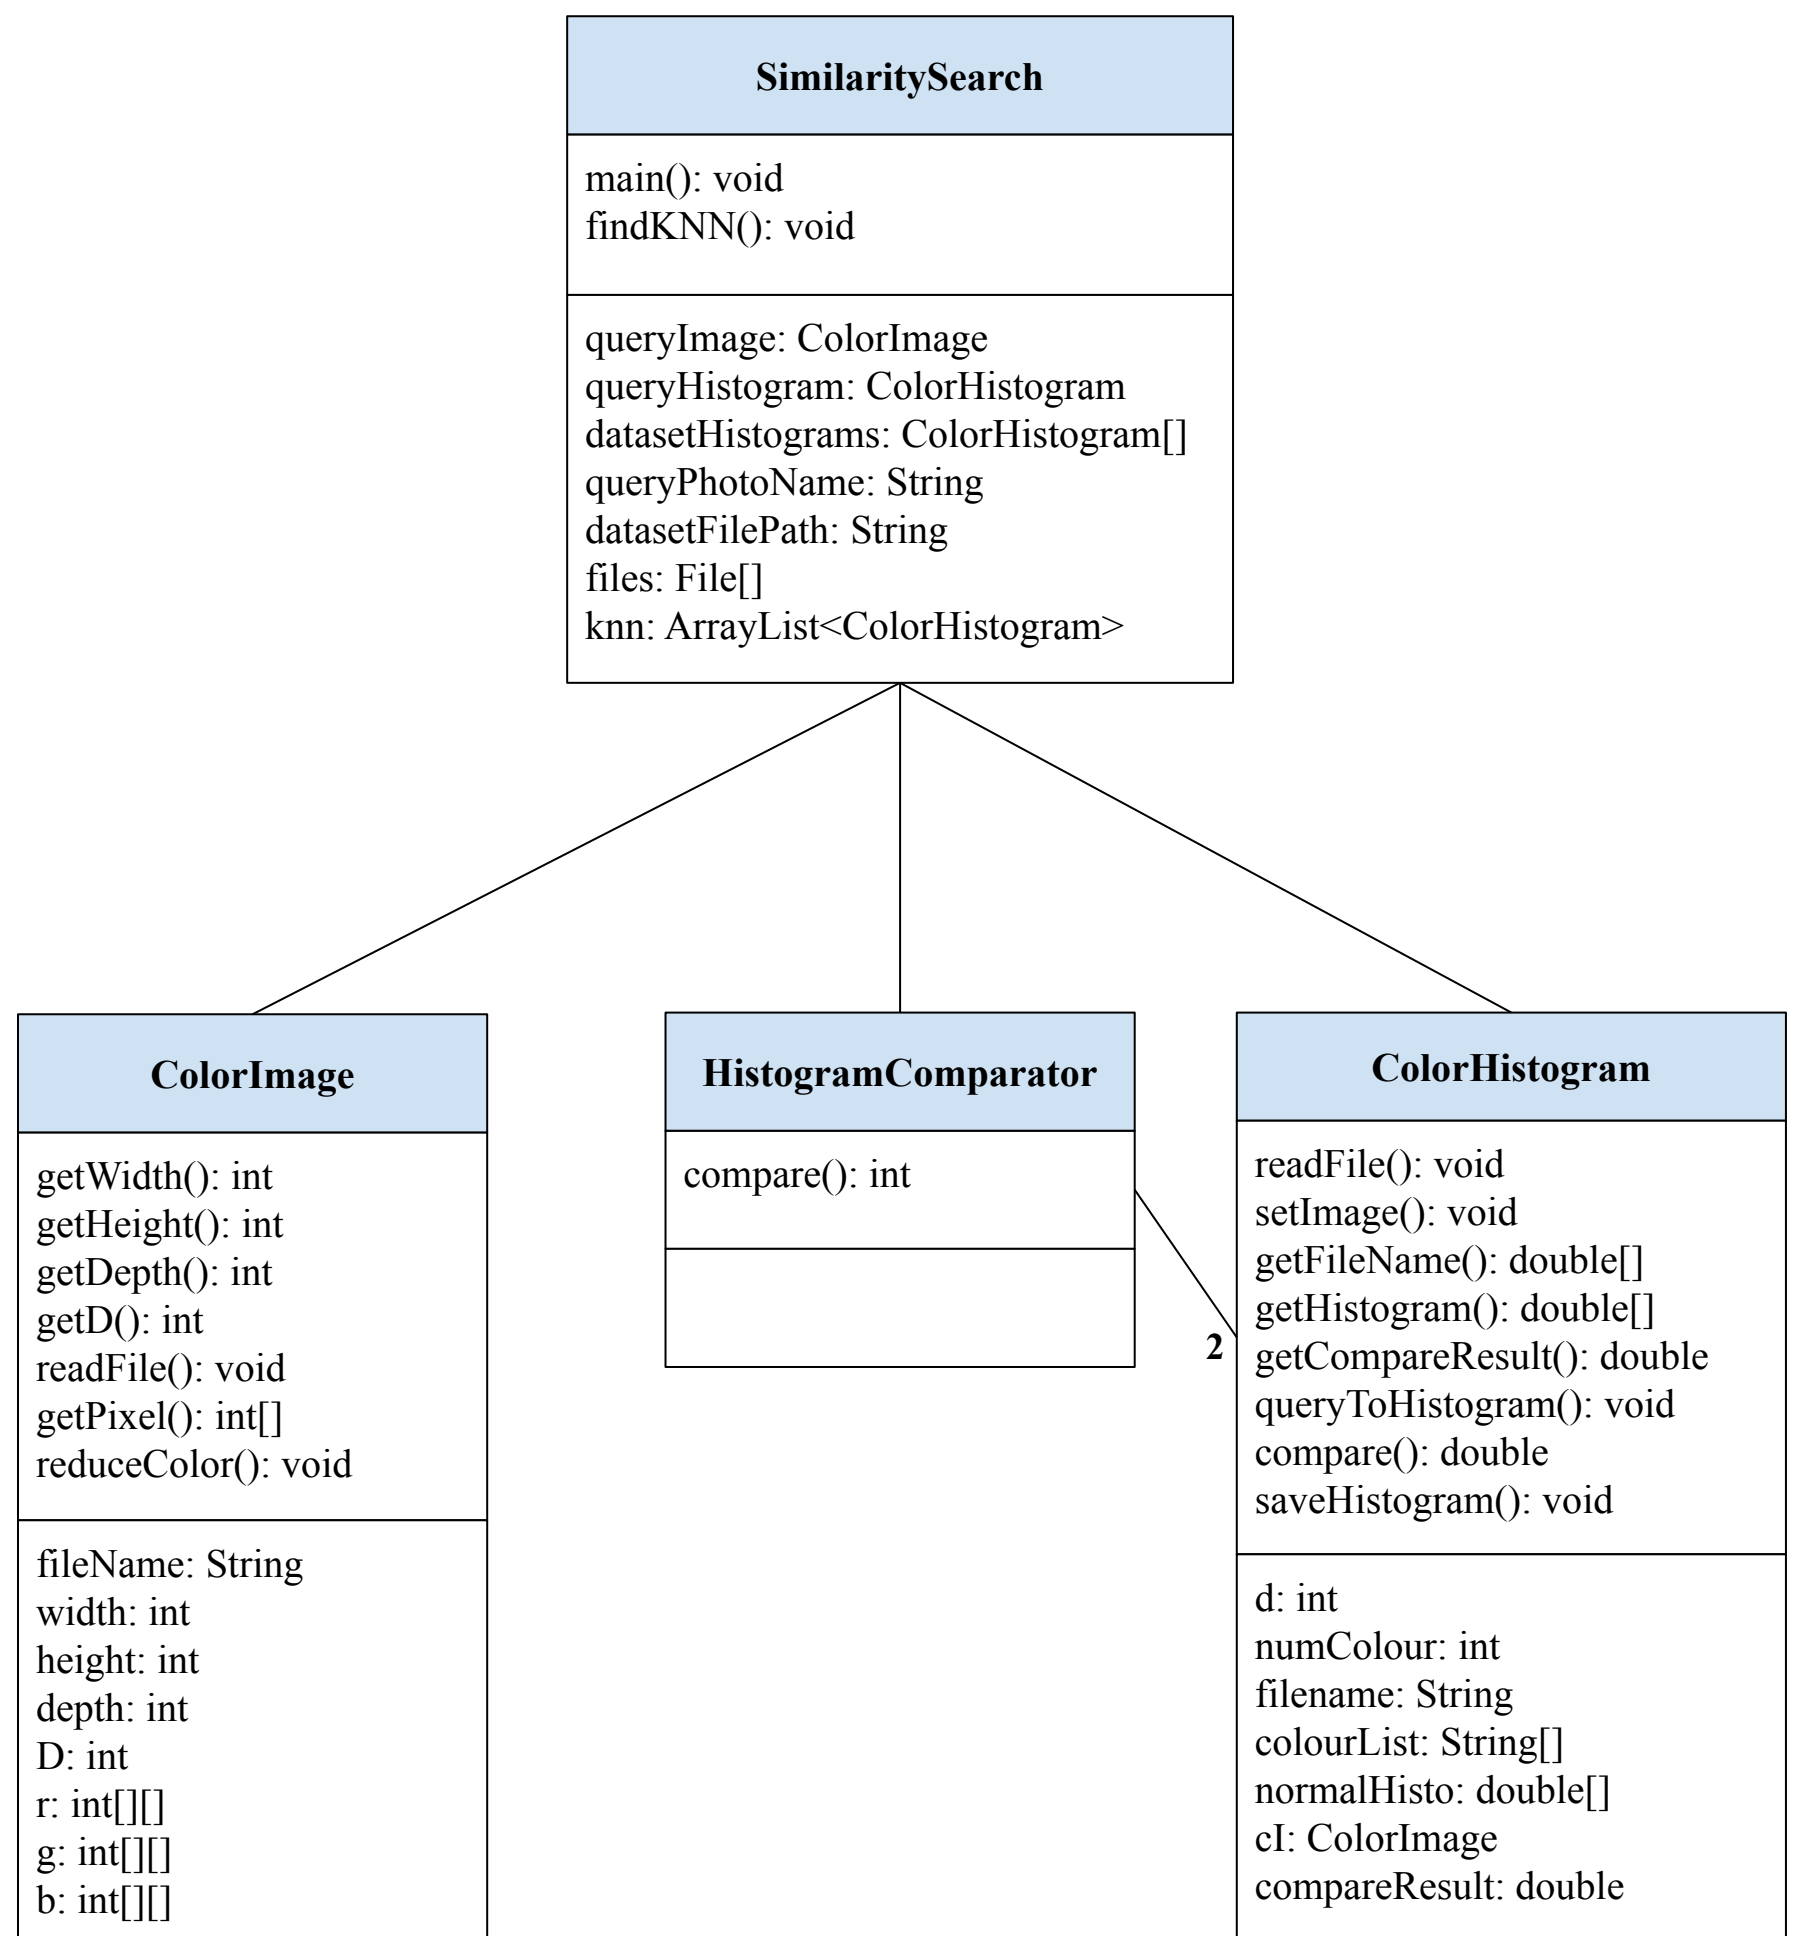 SimilaritySearch
main(): void
findKNN(): void
queryImage: ColorImage
queryHistogram: ColorHistogram
datasetHistograms: ColorHistogram[]
queryPhotoName: String
datasetFilePath: String
files: File[]
knn: ArrayList<ColorHistogram>
ColorImage
getWidth(): int
getHeight(): int
getDepth(): int
getD(): int
readFile(): void
getPixel(): int[]
reduceColor(): void
fileName: String
width: int
height: int
depth: int
D: int
r: int[][]
g: int[][]
b: int[][]
HistogramComparator
compare(): int
2
ColorHistogram
readFile(): void
setImage(): void
getFileName(): double[]
getHistogram(): double[]
getCompareResult(): double
queryToHistogram(): void
compare(): double
saveHistogram(): void
d: int
numColour: int
filename: String
colourList: String[]
normalHisto: double[]
cI: ColorImage
compareResult: double